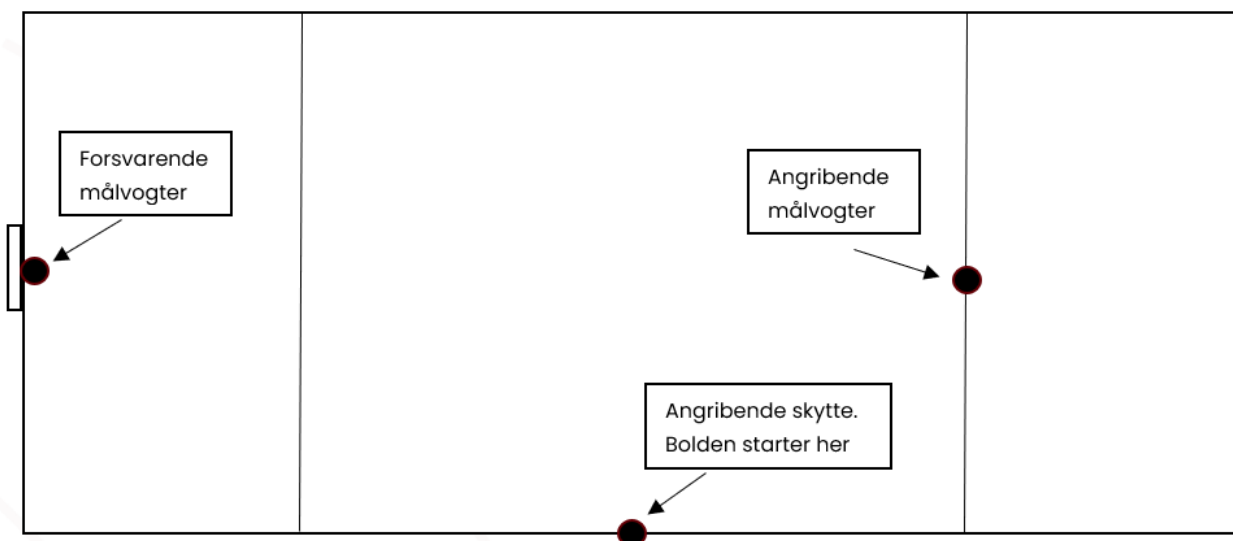 Forsvarende
målvogter
Angribende
målvogter
Angribende skytte.
Bolden starter her